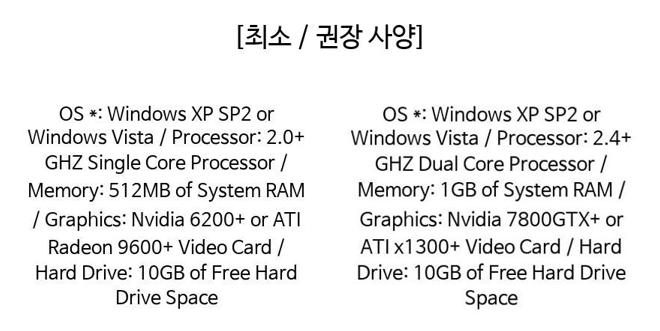 [최소 / 권장 사양]
OS *: Windows XP SP2 or
Windows Vista / Processor: 2.0+
GHZ Single Core Processor /
Memory: 512MB of System RAM
/ Graphics: Nvidia 6200+ or ATI
Radeon 9600+ Video Card /
Hard Drive: 10GB of Free Hard
Drive Space
OS *: Windows XP SP2 or
Windows Vista / Processor: 2.4+
GHZ Dual Core Processor /
Memory: 1GB of System RAM /
Graphics: Nvidia 7800GTX+ or
ATI x1300+ Video Card / Hard
Drive: 10GB of Free Hard Drive
Space